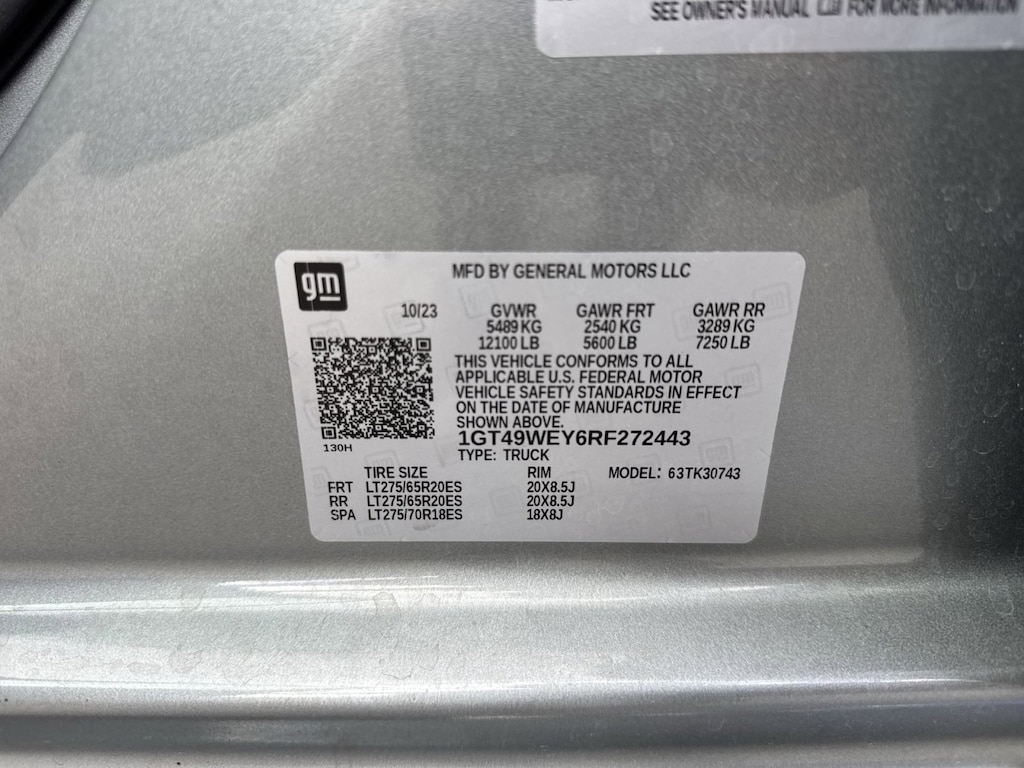 SEE OWNER'S MANUAL FOR MORE INFORMATION
gm
MFD BY GENERAL MOTORS LLC
10/23 GVWR GAWR FRT GAWR RR
5489 KG 2540 KG 3289 KG
12100 LB 5600 LB 7250 LB
THIS VEHICLE CONFORMS TO ALL
APPLICABLE U.S. FEDERAL MOTOR
VEHICLE SAFETY STANDARDS IN EFFECT
ON THE DATE OF MANUFACTURE
SHOWN ABOVE.
1GT49WEY6RF272443
130H
TYPE: TRUCK
TIRE SIZE RIM MODEL: 63TK30743
FRT LT275/65R20ES 20X8.5J
RR LT275/65R20ES 20X8.5J
SPA LT275/70R18ES 18X8J